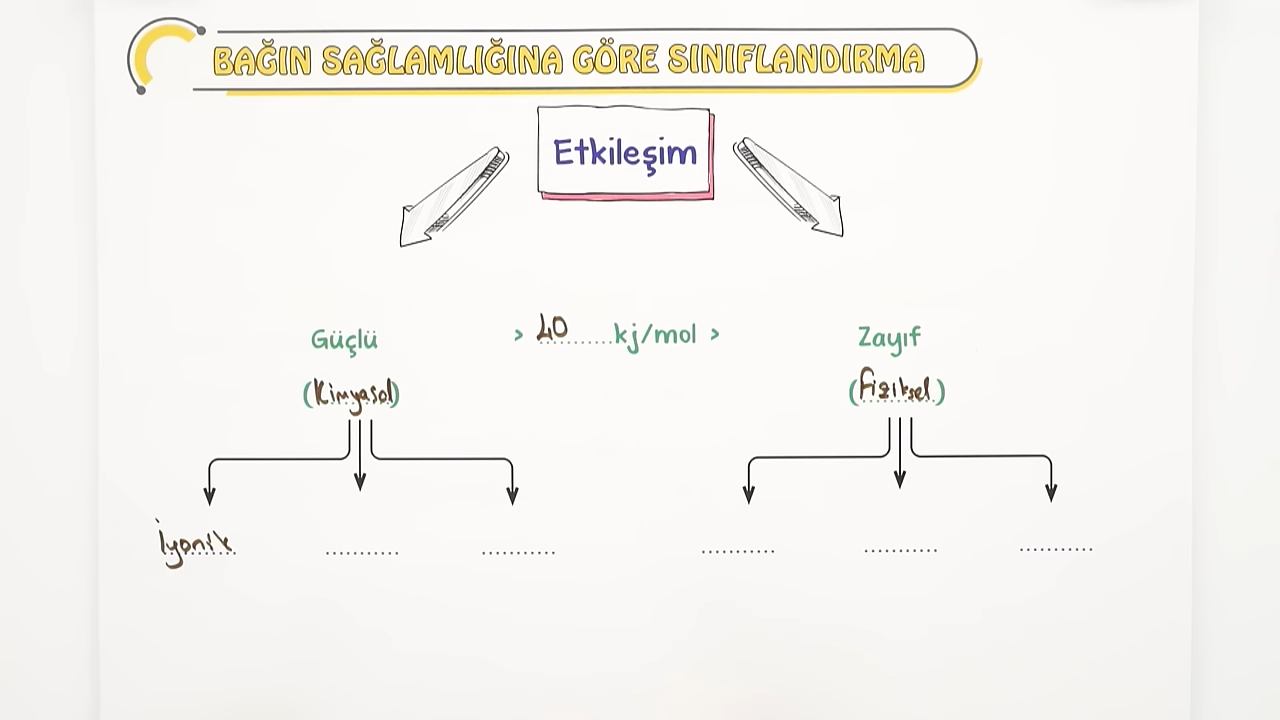 BAĞIN SAĞLAMLIĞINA GÖRE SINIFLANDIRMA
Etkileşim
Güçlü > 40 ......kj/mol > Zayıf
(Kimyasal) (Fiziksel)
İyonik ........... ........... ........... ........... ...........